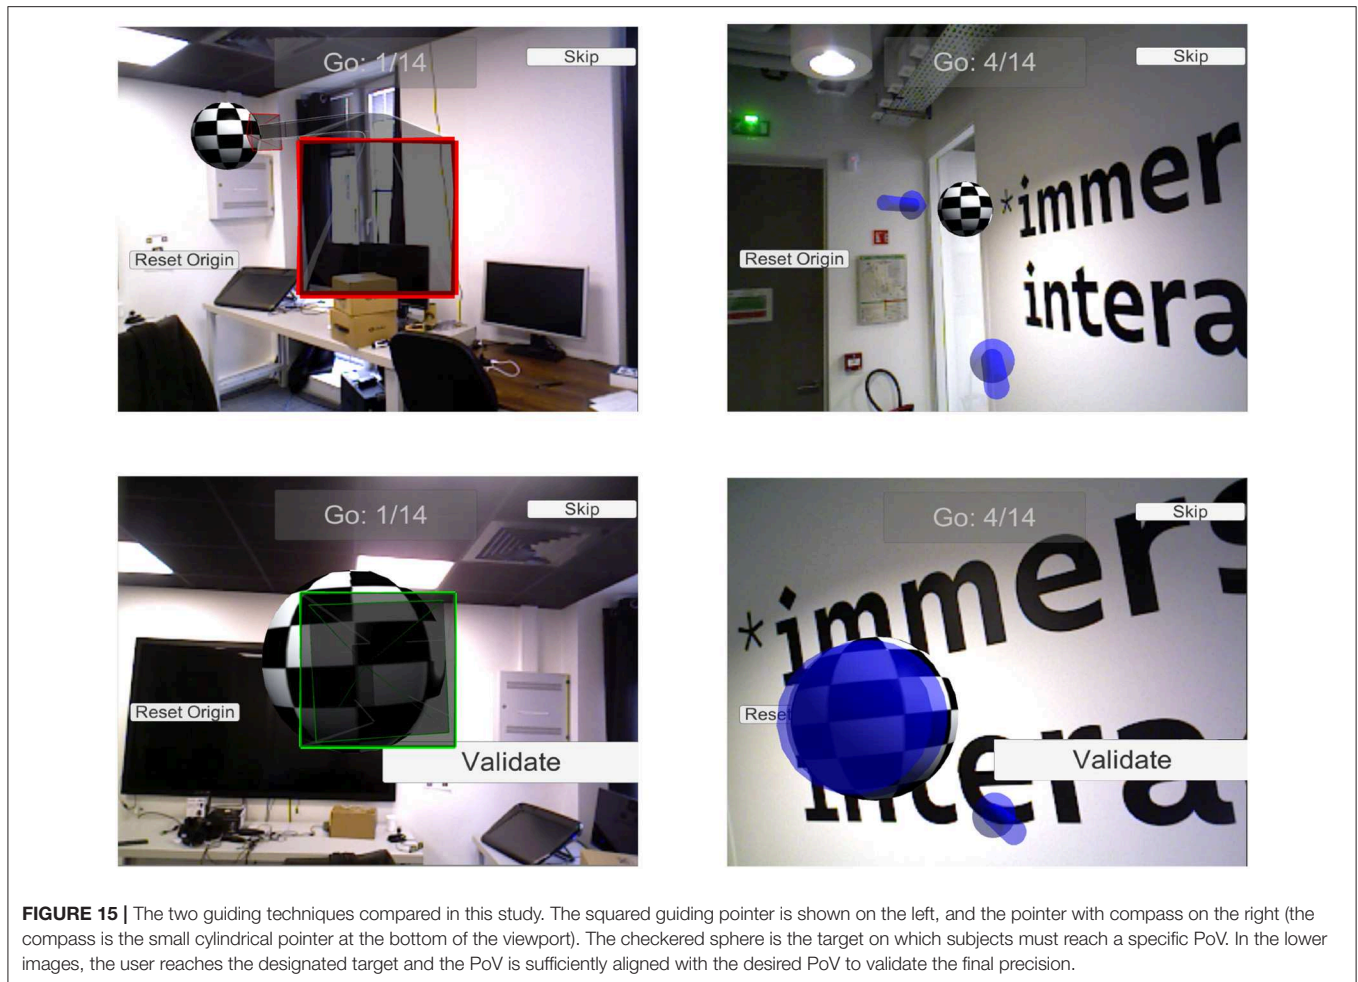 Go: 1/14
Skip
Reset Origin
Go: 4/14
Skip
*immer
Reset Origin
intera
Go: 1/14
Skip
Reset Origin
Validate
Go: 4/14
Skip
*immers
Rese
intera
Validate
FIGURE 15 | The two guiding techniques compared in this study. The squared guiding pointer is shown on the left, and the pointer with compass on the right (the
compass is the small cylindrical pointer at the bottom of the viewport). The checkered sphere is the target on which subjects must reach a specific PoV. In the lower
images, the user reaches the designated target and the PoV is sufficiently aligned with the desired PoV to validate the final precision.